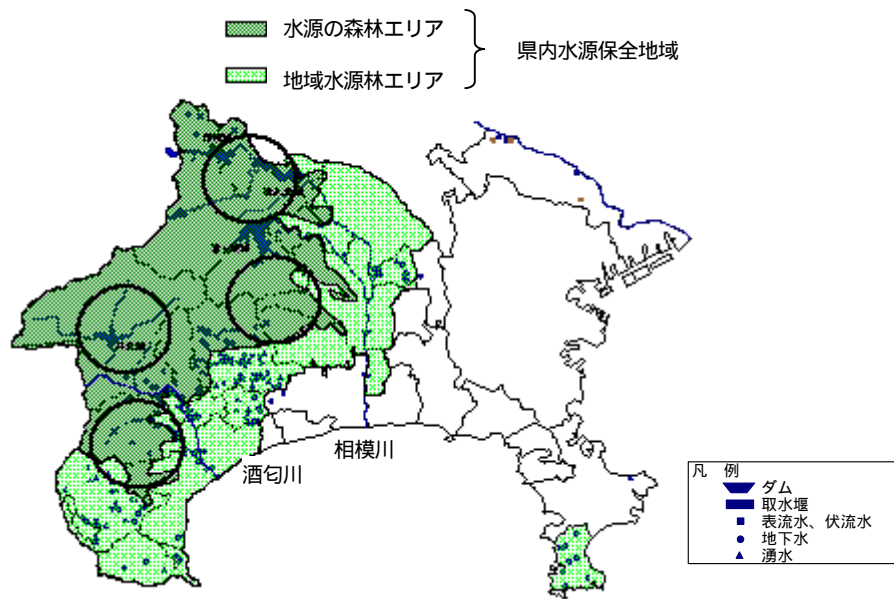 水源の森林エリア
県内水源保全地域
地域水源林エリア
酒匂川
相模川
凡 例
ダム
取水堰
表流水、伏流水
地下水
湧水